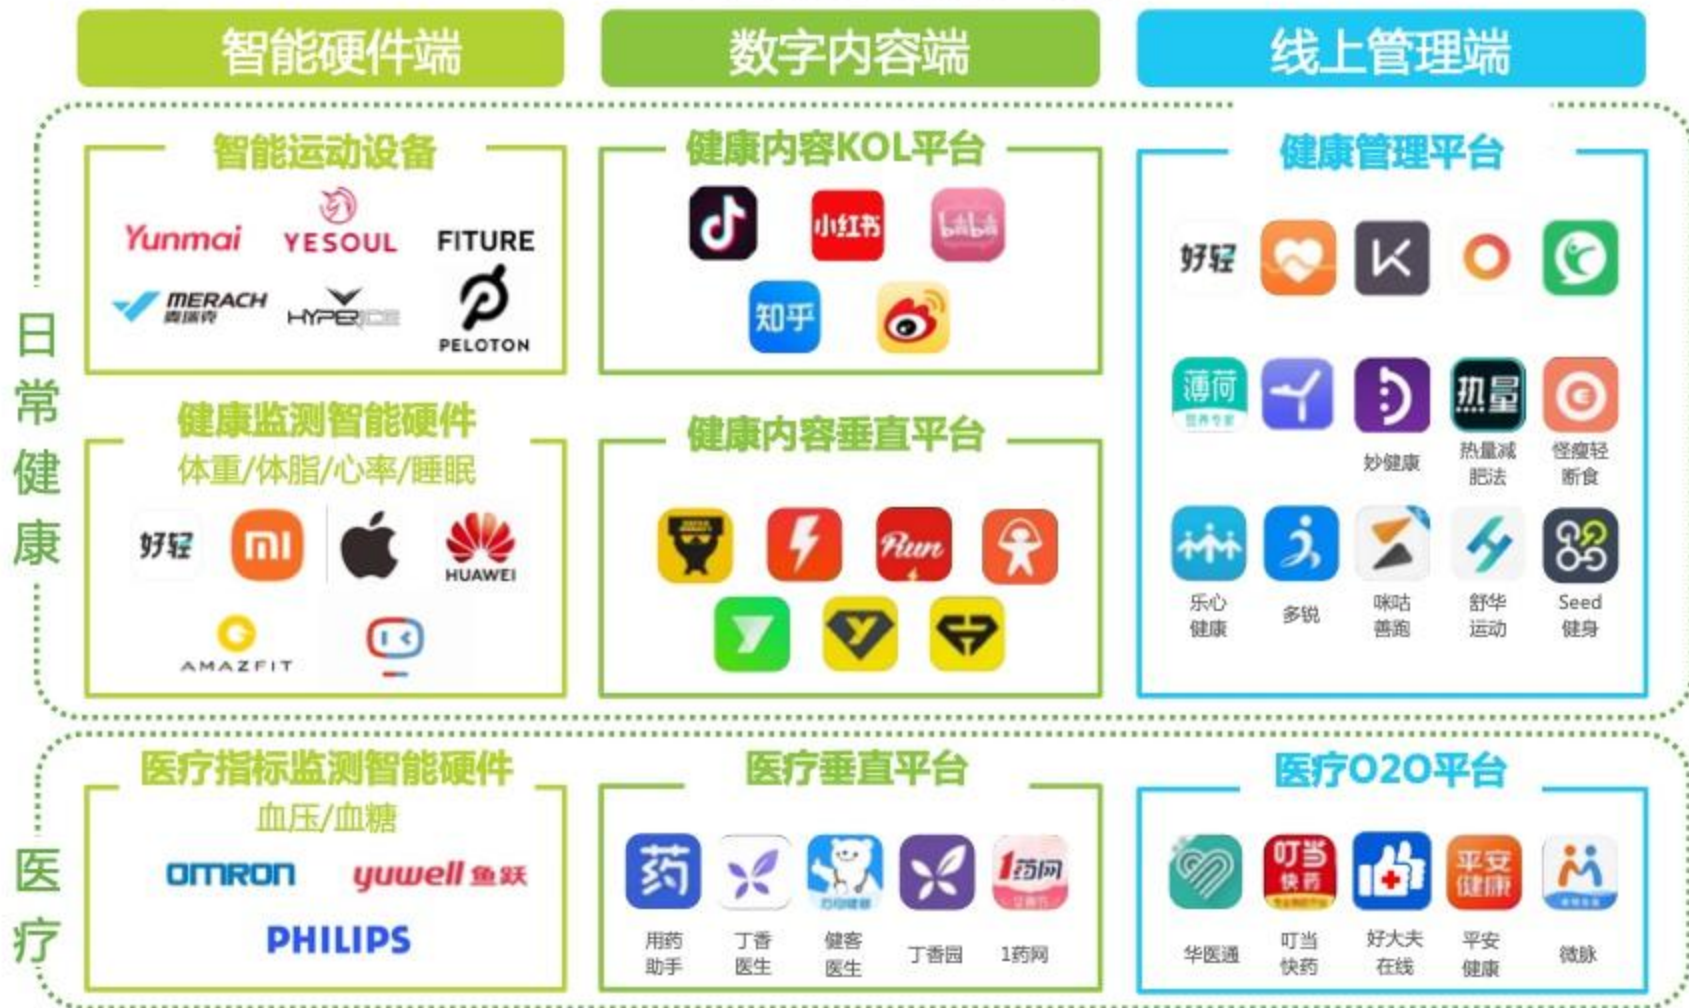 智能硬件端
数字内容端
线上管理端
日常健康
智能运动设备
Yunmai
YESOUL
FITURE
MERACH
麦瑞克
HYPERICE
PELOTON
健康内容KOL平台
小红书
bilibili
知乎
健康管理平台
好轻
薄荷
营养专家
热量
妙健康
热量减
肥法
怪瘦轻
断食
乐心
健康
多锐
咪咕
善跑
舒华
运动
Seed
健身
健康监测智能硬件
体重/体脂/心率/睡眠
好轻
mi
HUAWEI
AMAZFIT
健康内容垂直平台
Run
医疗
医疗指标监测智能硬件
血压/血糖
OMRON
yuwell 鱼跃
PHILIPS
医疗垂直平台
药
1药网
用药
助手
丁香
医生
健客
医生
丁香园
1药网
医疗O2O平台
叮当
快药
平安
健康
华医通
叮当
快药
好大夫
在线
平安
健康
微脉